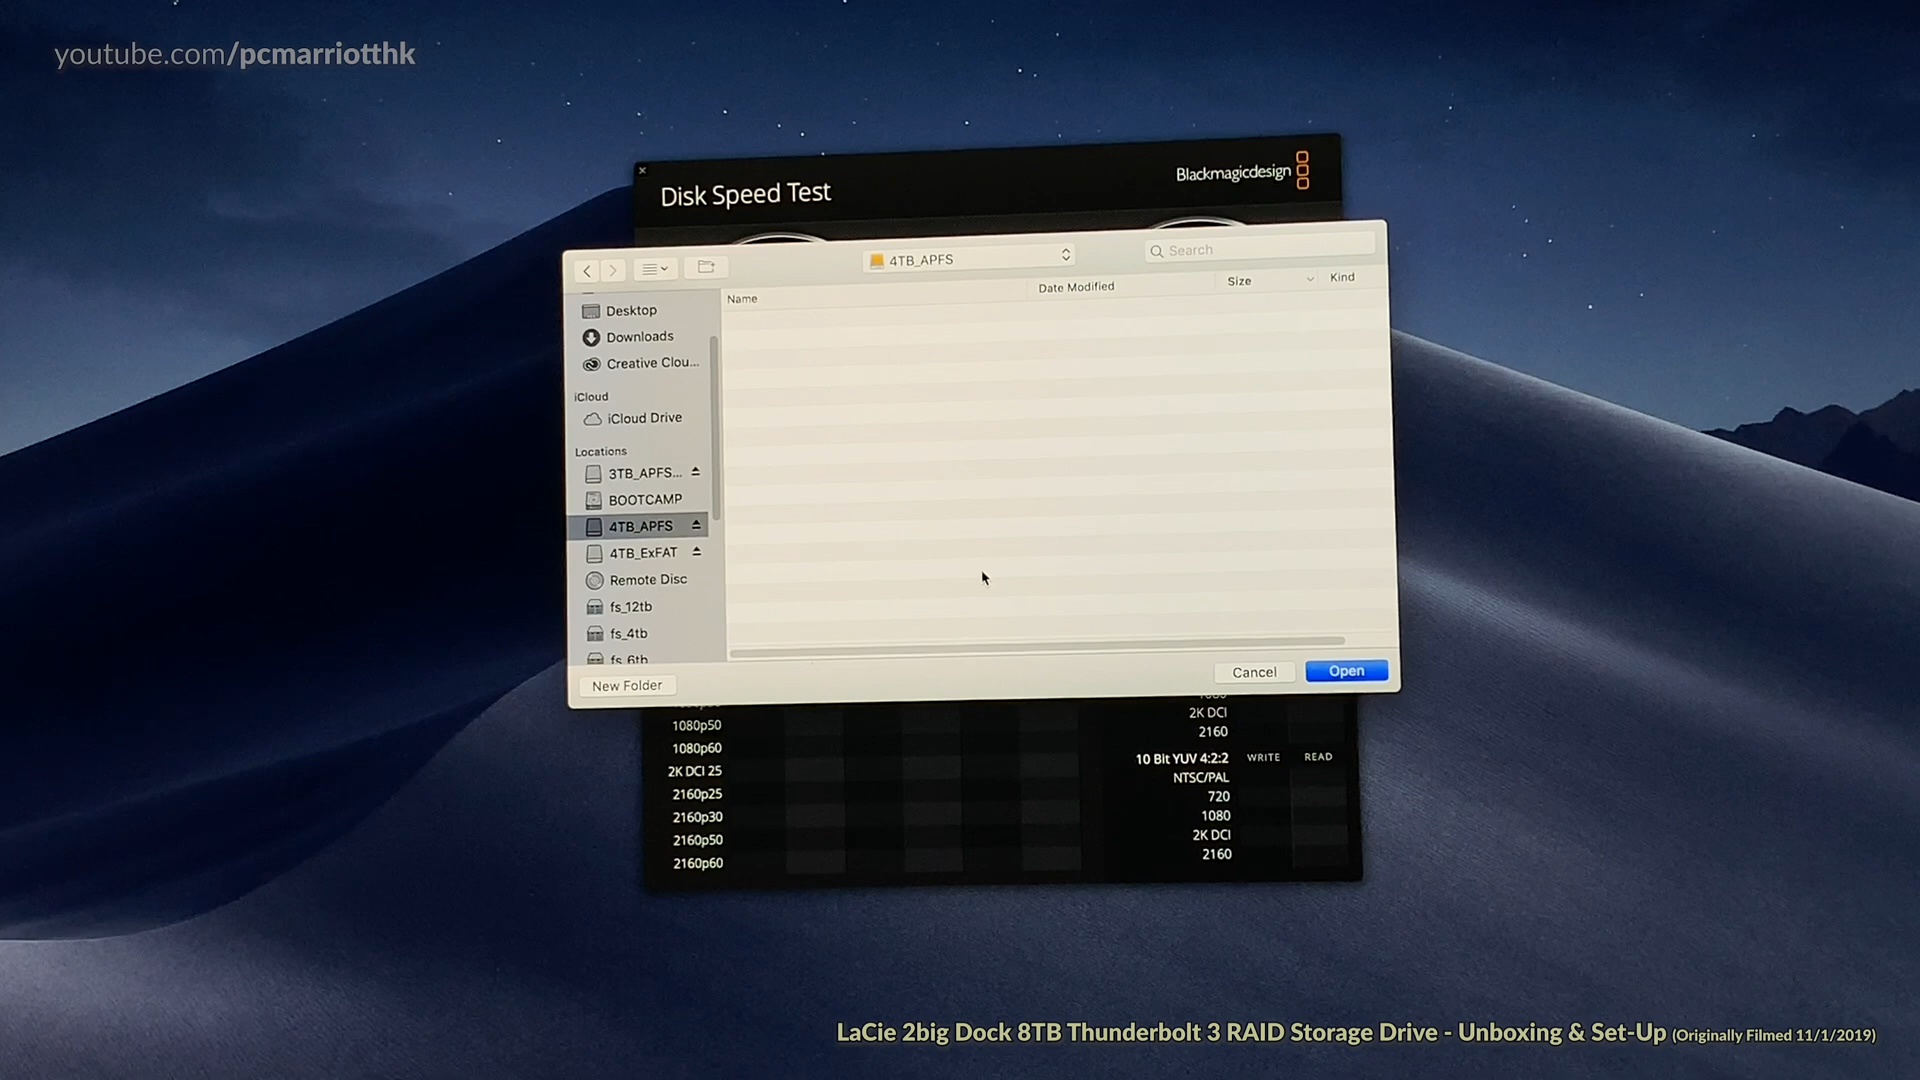 youtube.com/pcmarriotthk
Blackmagicdesign
Disk Speed Test
4TB_APFS
Search
Name
Date Modified
Size
Kind
Desktop
Downloads
Creative Clou...
iCloud
iCloud Drive
Locations
3TB_APFS...
BOOTCAMP
4TB_APFS
4TB_ExFAT
Remote Disc
fs_12tb
fs_4tb
fs_6tb
New Folder
Cancel
Open
1080p50
1080p60
2K DCI 25
2160p25
2160p30
2160p50
2160p60
1080
2K DCI
2160
10 Bit YUV 4:2:2 WRITE READ
NTSC/PAL
720
1080
2K DCI
2160
LaCie 2big Dock 8TB Thunderbolt 3 RAID Storage Drive - Unboxing & Set-Up (Originally Filmed 11/1/2019)